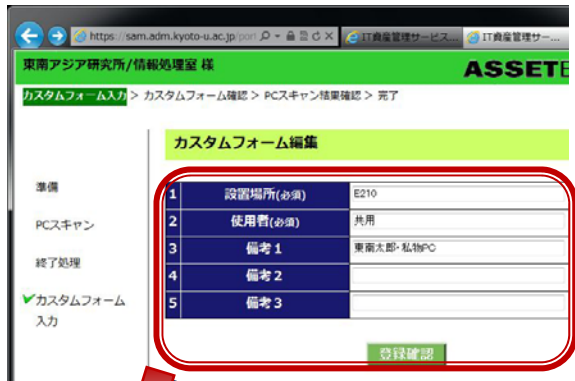 https://sam.adm.kyoto-u.ac.jp/port
IT資産管理サービス...
IT資産管理サー...
東南アジア研究所/情報処理室 様
ASSETB
カスタムフォーム入力 > カスタムフォーム確認 > PCスキャン結果確認 > 完了
カスタムフォーム編集
準備
PCスキャン
終了処理
カスタムフォーム
入力
1 設置場所(必須) E210
2 使用者(必須) 共用
3 備考1 東南太郎・私物PC
4 備考2
5 備考3
登録確認